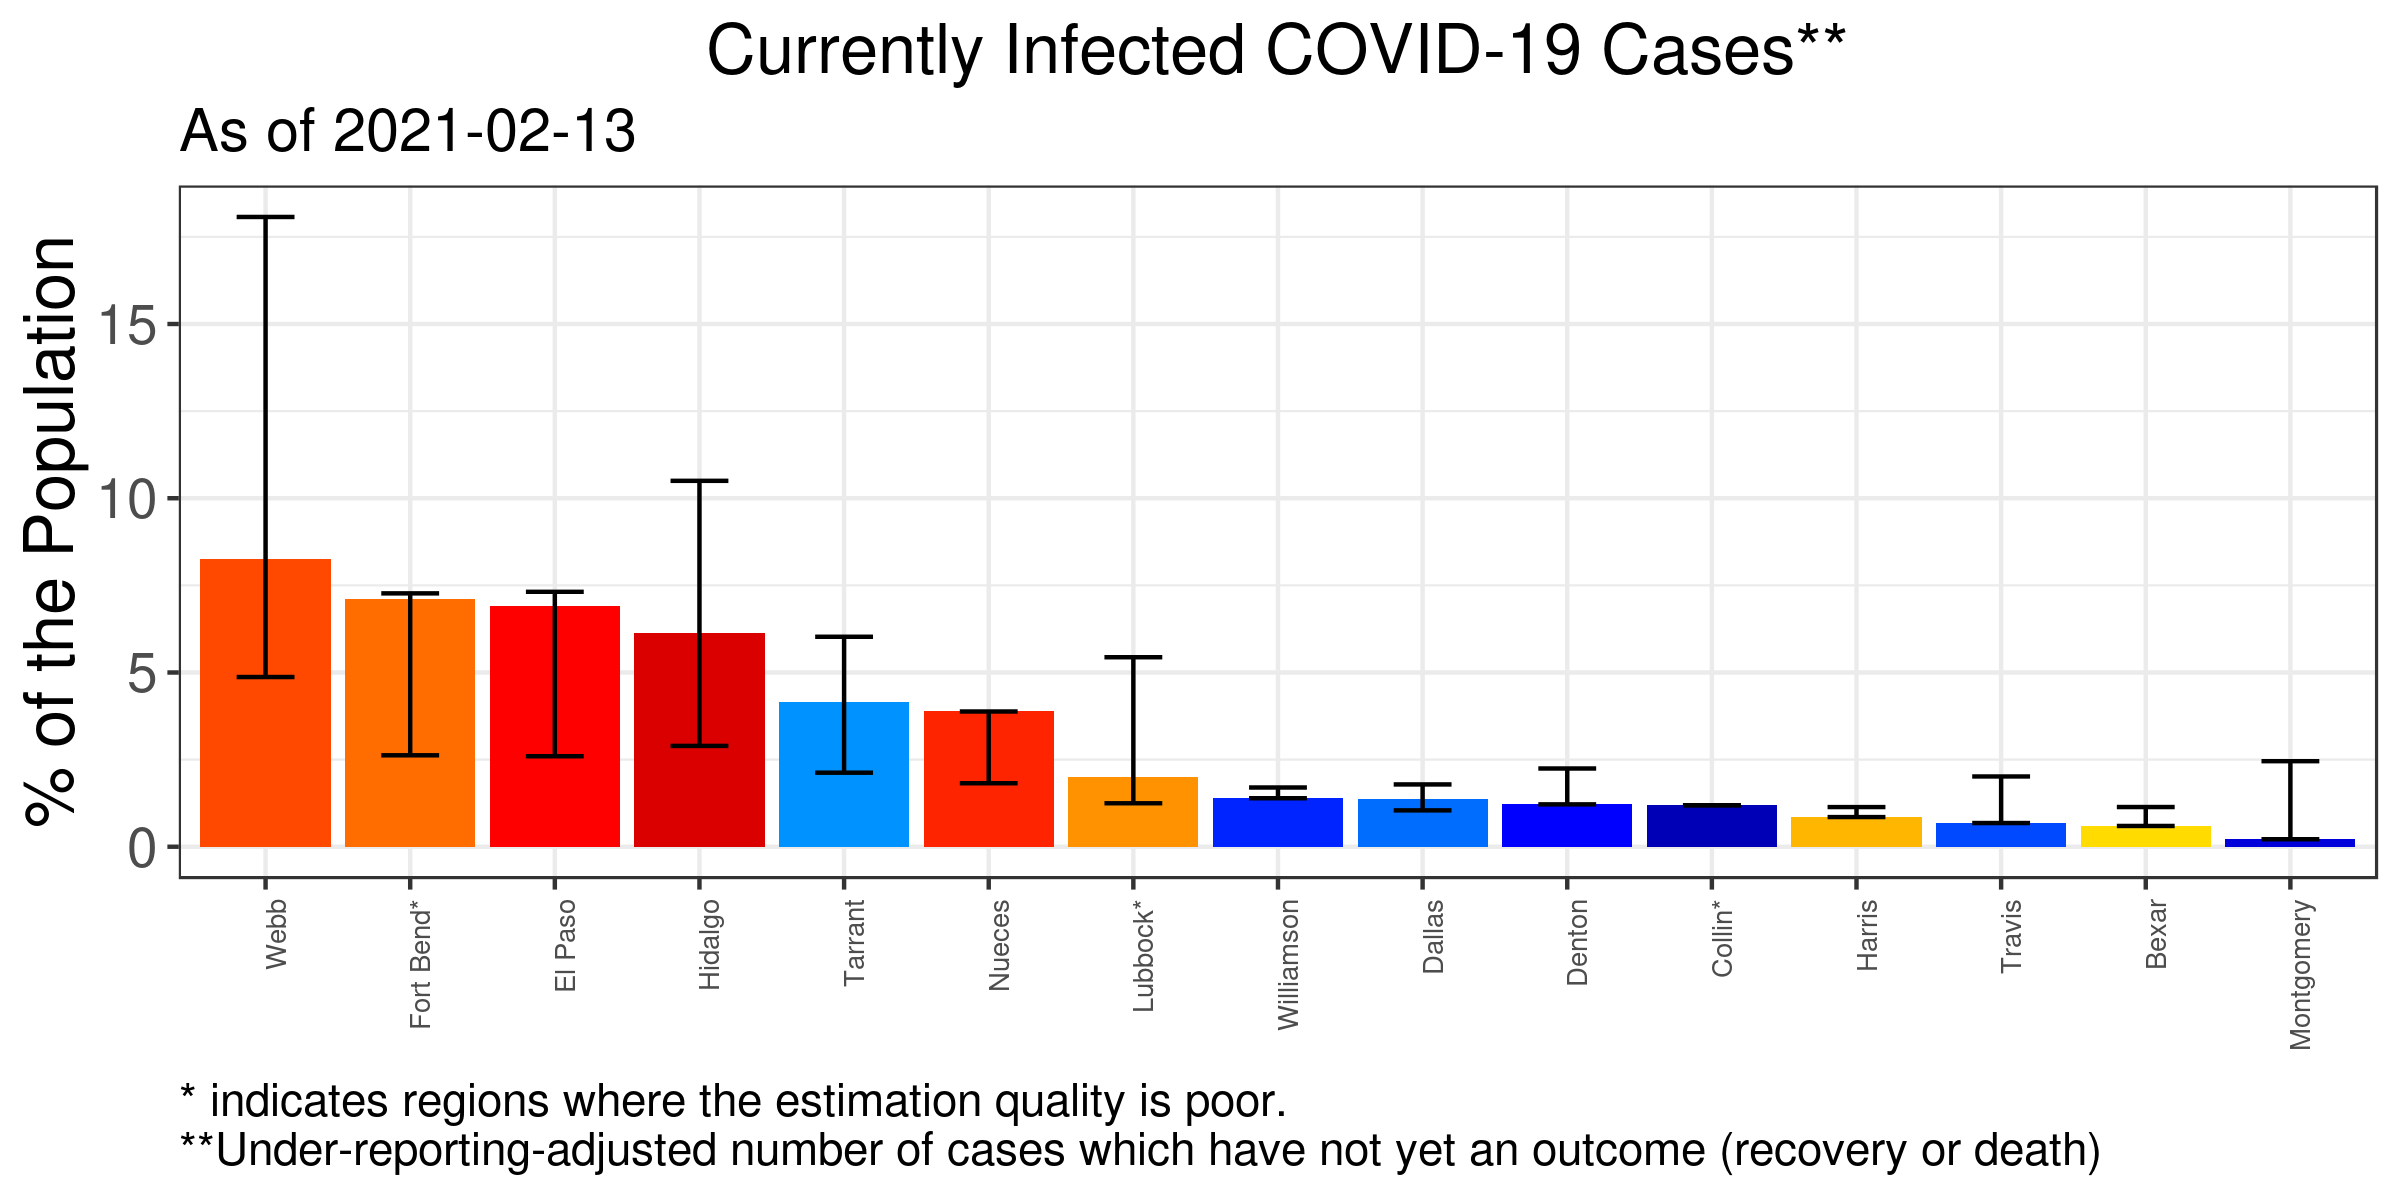 Currently Infected COVID-19 Cases**
As of 2021-02-13
% of the Population
15
10
5
0
Webb
Fort Bend*
El Paso
Hidalgo
Tarrant
Nueces
Lubbock*
Williamson
Dallas
Denton
Collin*
Harris
Travis
Bexar
Montgomery
* indicates regions where the estimation quality is poor.
**Under-reporting-adjusted number of cases which have not yet an outcome (recovery or death)